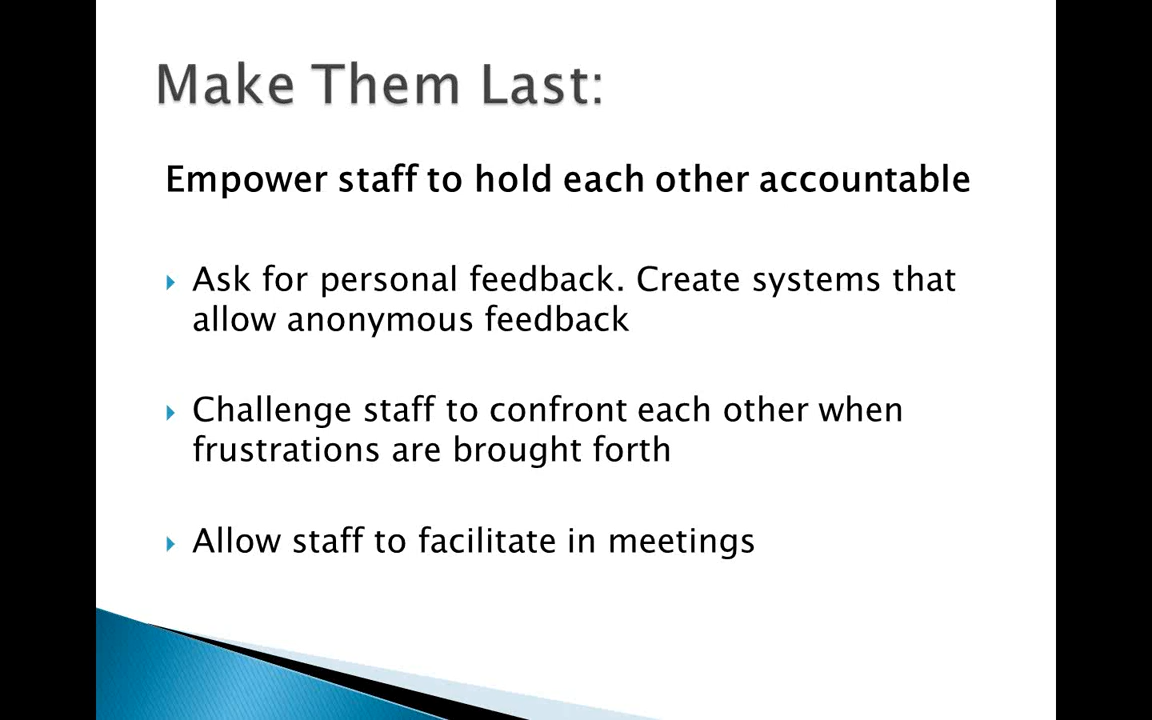 Make Them Last:
Empower staff to hold each other accountable
Ask for personal feedback. Create systems that
allow anonymous feedback
Challenge staff to confront each other when
frustrations are brought forth
Allow staff to facilitate in meetings